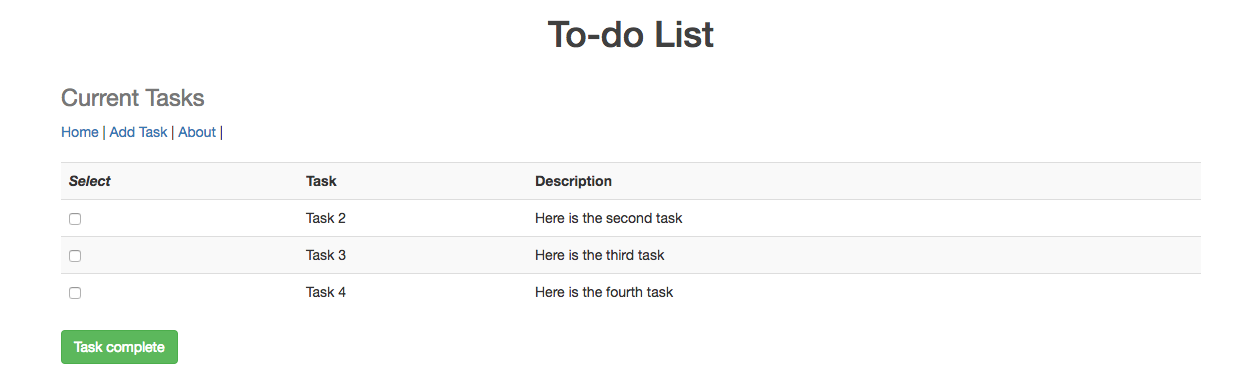 To-do List
Current Tasks
Home | Add Task | About |
Select Task Description
Task 2 Here is the second task
Task 3 Here is the third task
Task 4 Here is the fourth task
Task complete